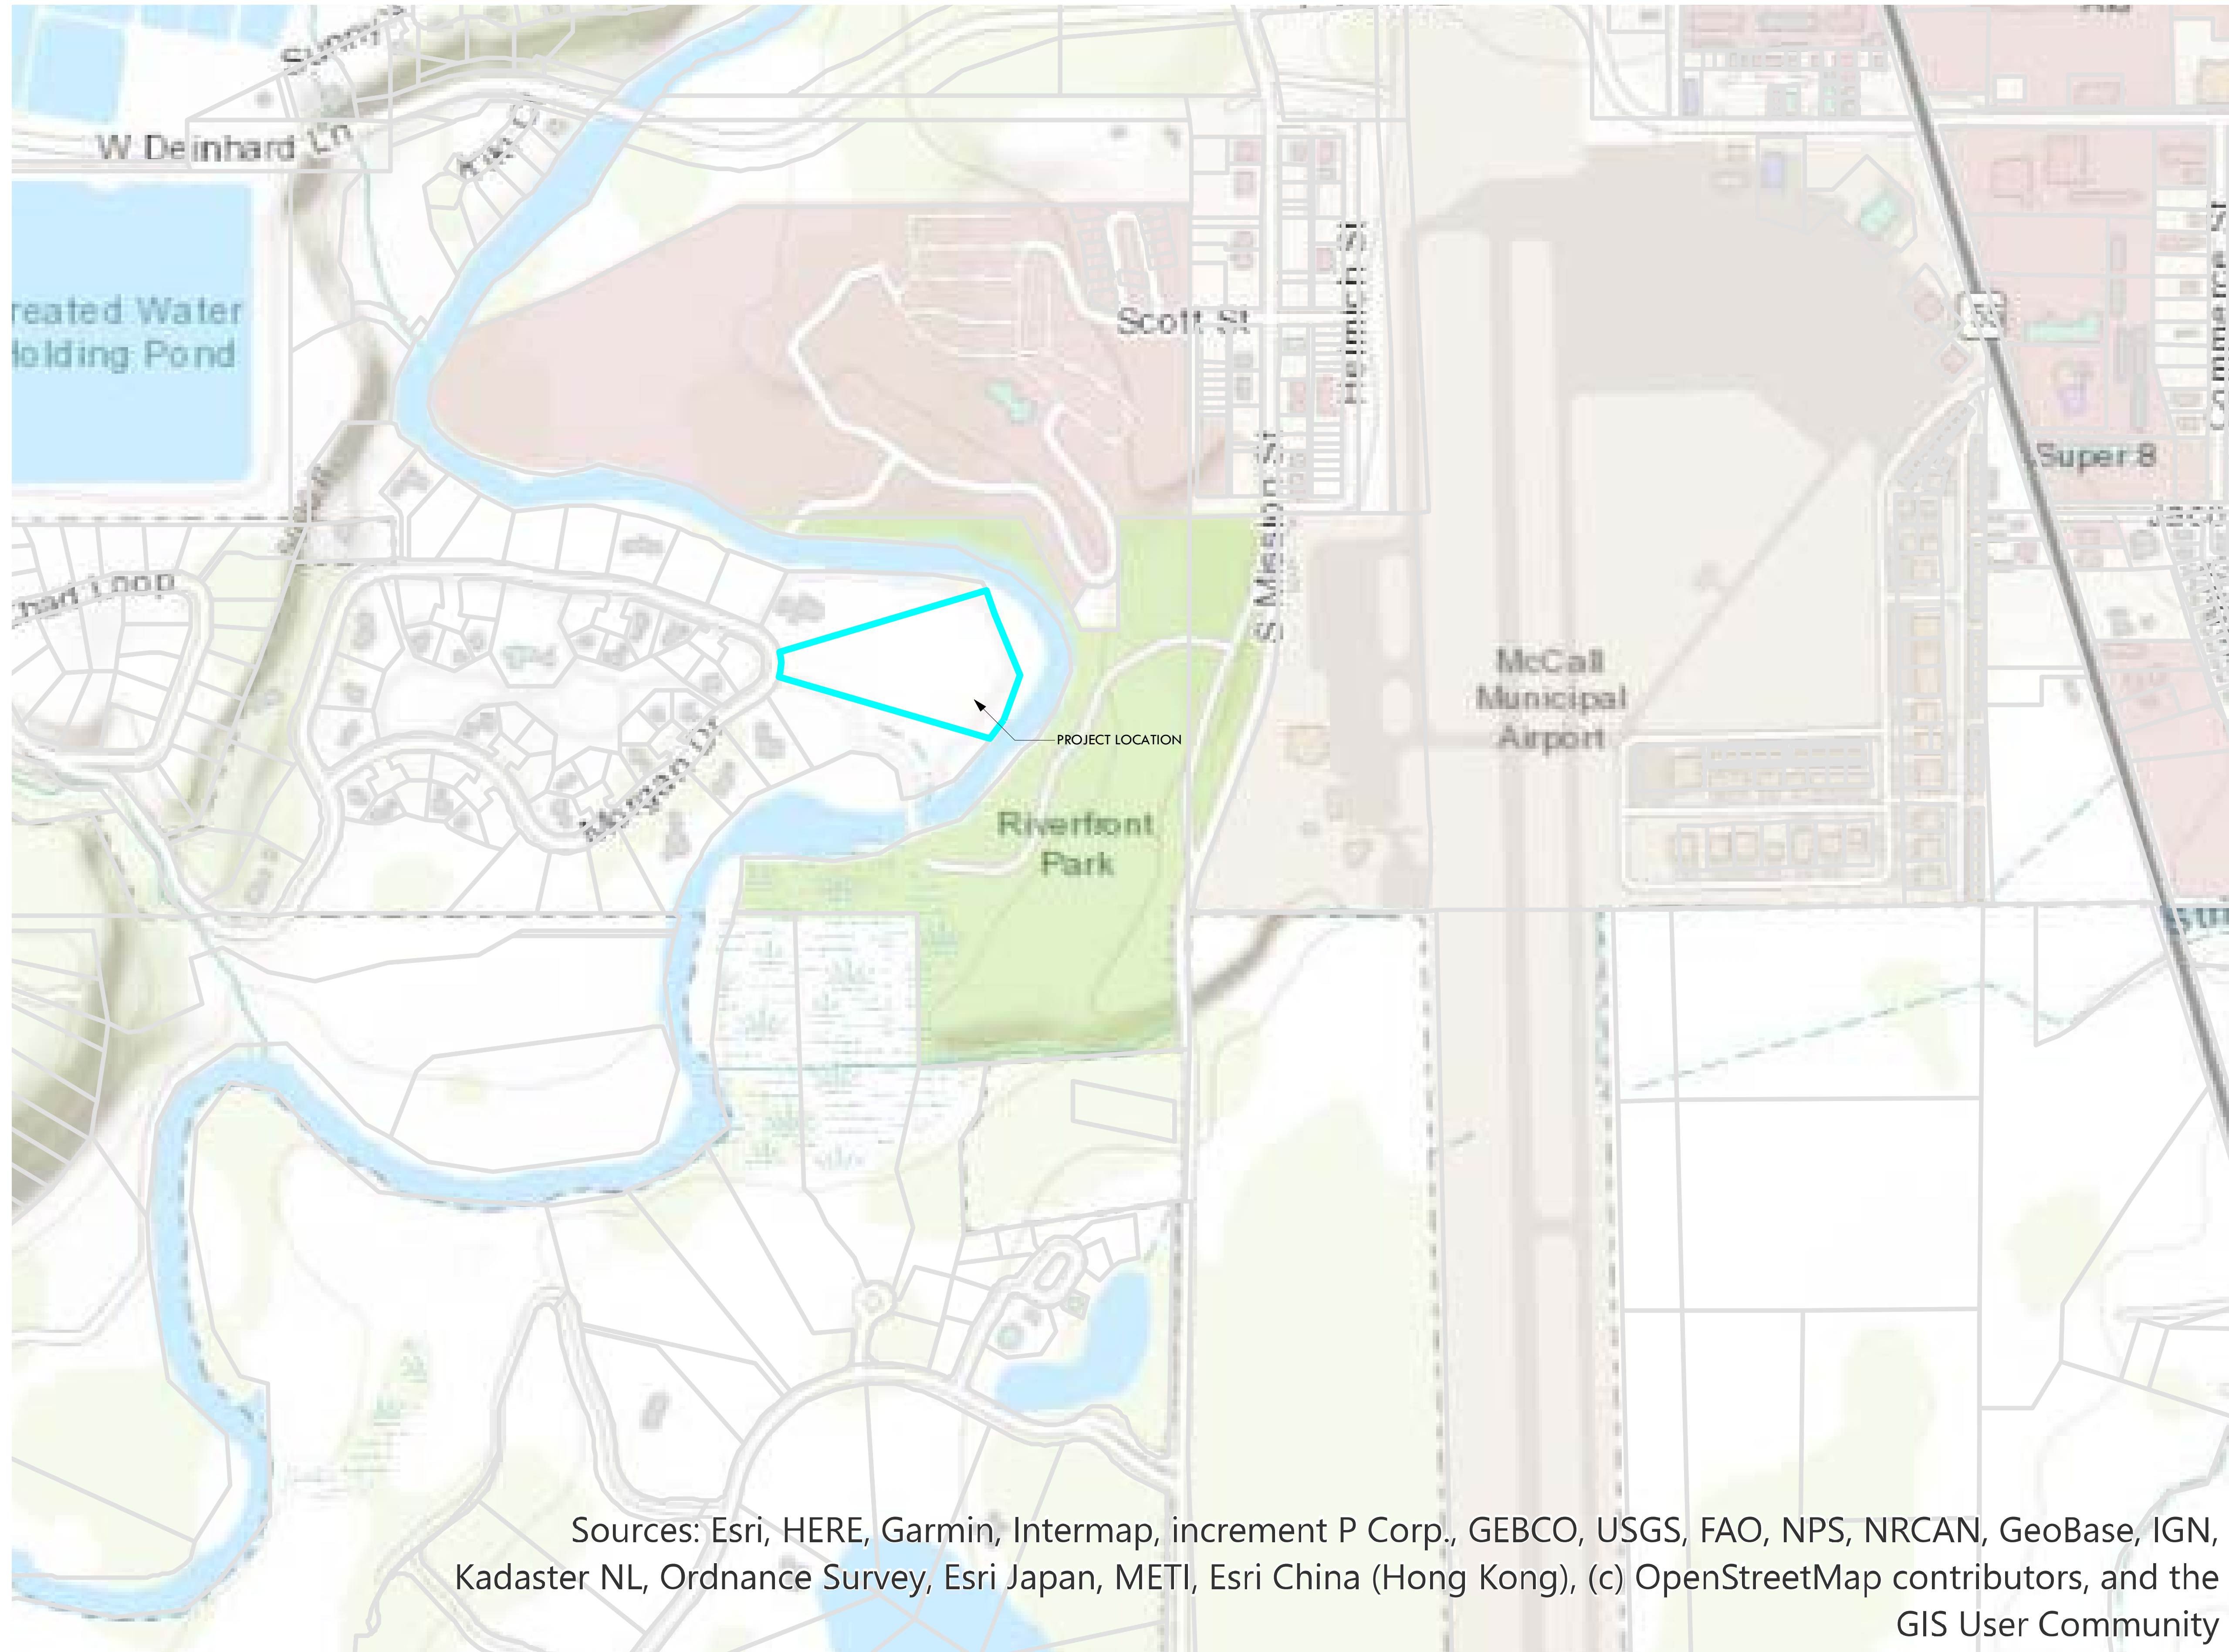 W Deinhard Ln
reated Water
Holding Pond
Scott St
Helmich St
S Mission St
Commerce St
55
Super 8
Morgan Dr
McCall
Municipal
Airport
PROJECT LOCATION
Riverfront
Park
Sources: Esri, HERE, Garmin, Intermap, increment P Corp., GEBCO, USGS, FAO, NPS, NRCAN, GeoBase, IGN,
Kadaster NL, Ordnance Survey, Esri Japan, METI, Esri China (Hong Kong), (c) OpenStreetMap contributors, and the
GIS User Community